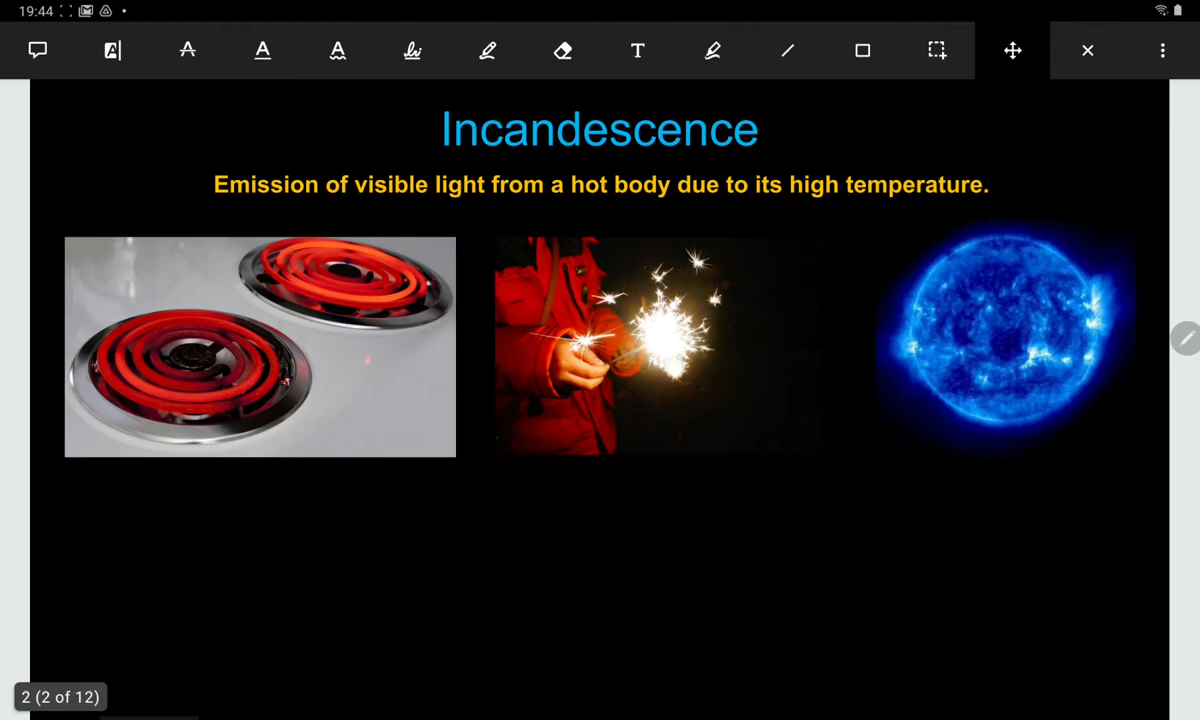 19:44
Incandescence
Emission of visible light from a hot body due to its high temperature.
2 (2 of 12)